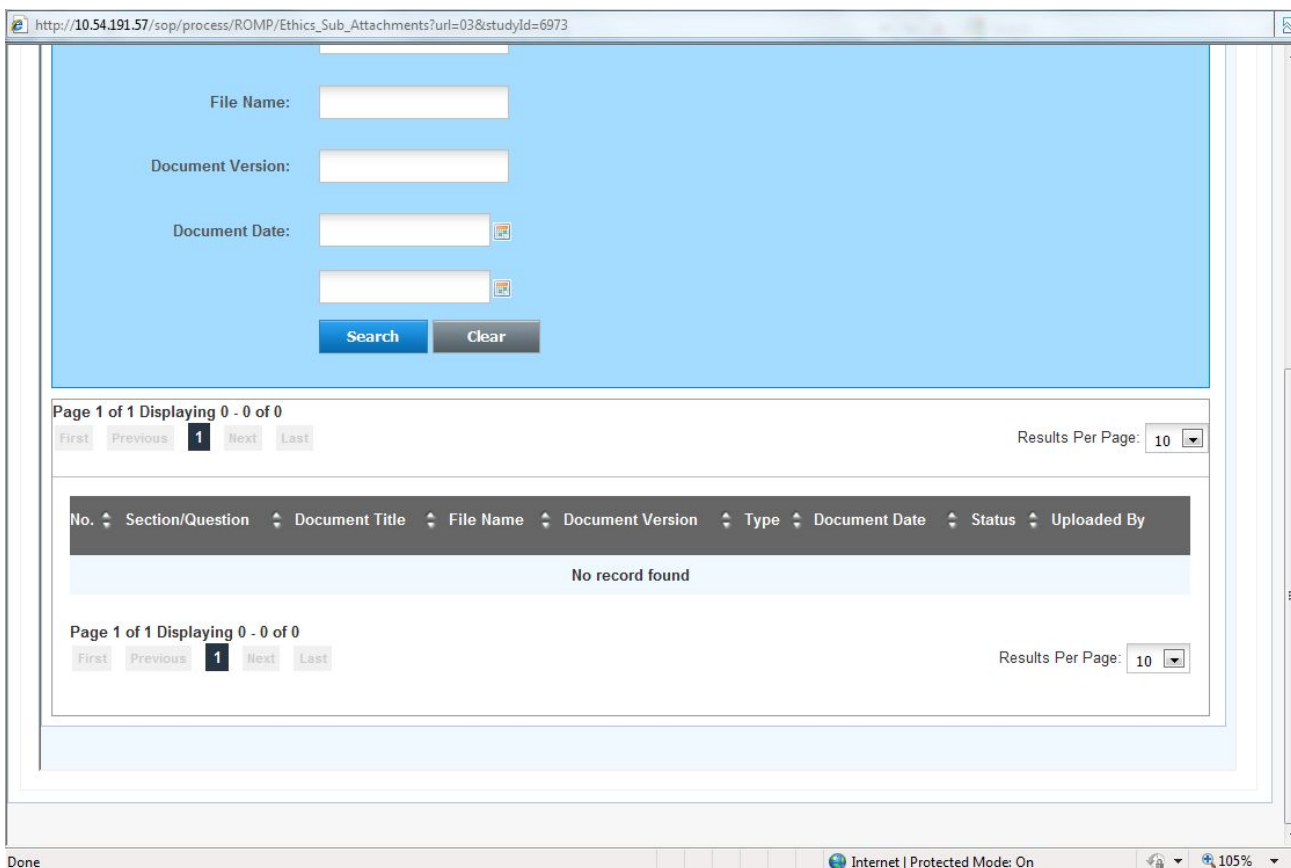 http://10.54.191.57/sop/process/ROMP/Ethics_Sub_Attachments?url=03&studyId=6973
File Name:
Document Version:
Document Date:
Search Clear
Page 1 of 1 Displaying 0 - 0 of 0
First Previous 1 Next Last
Results Per Page: 10
No. Section/Question Document Title File Name Document Version Type Document Date Status Uploaded By
No record found
Page 1 of 1 Displaying 0 - 0 of 0
First Previous 1 Next Last
Results Per Page: 10
Done Internet | Protected Mode: On 105%